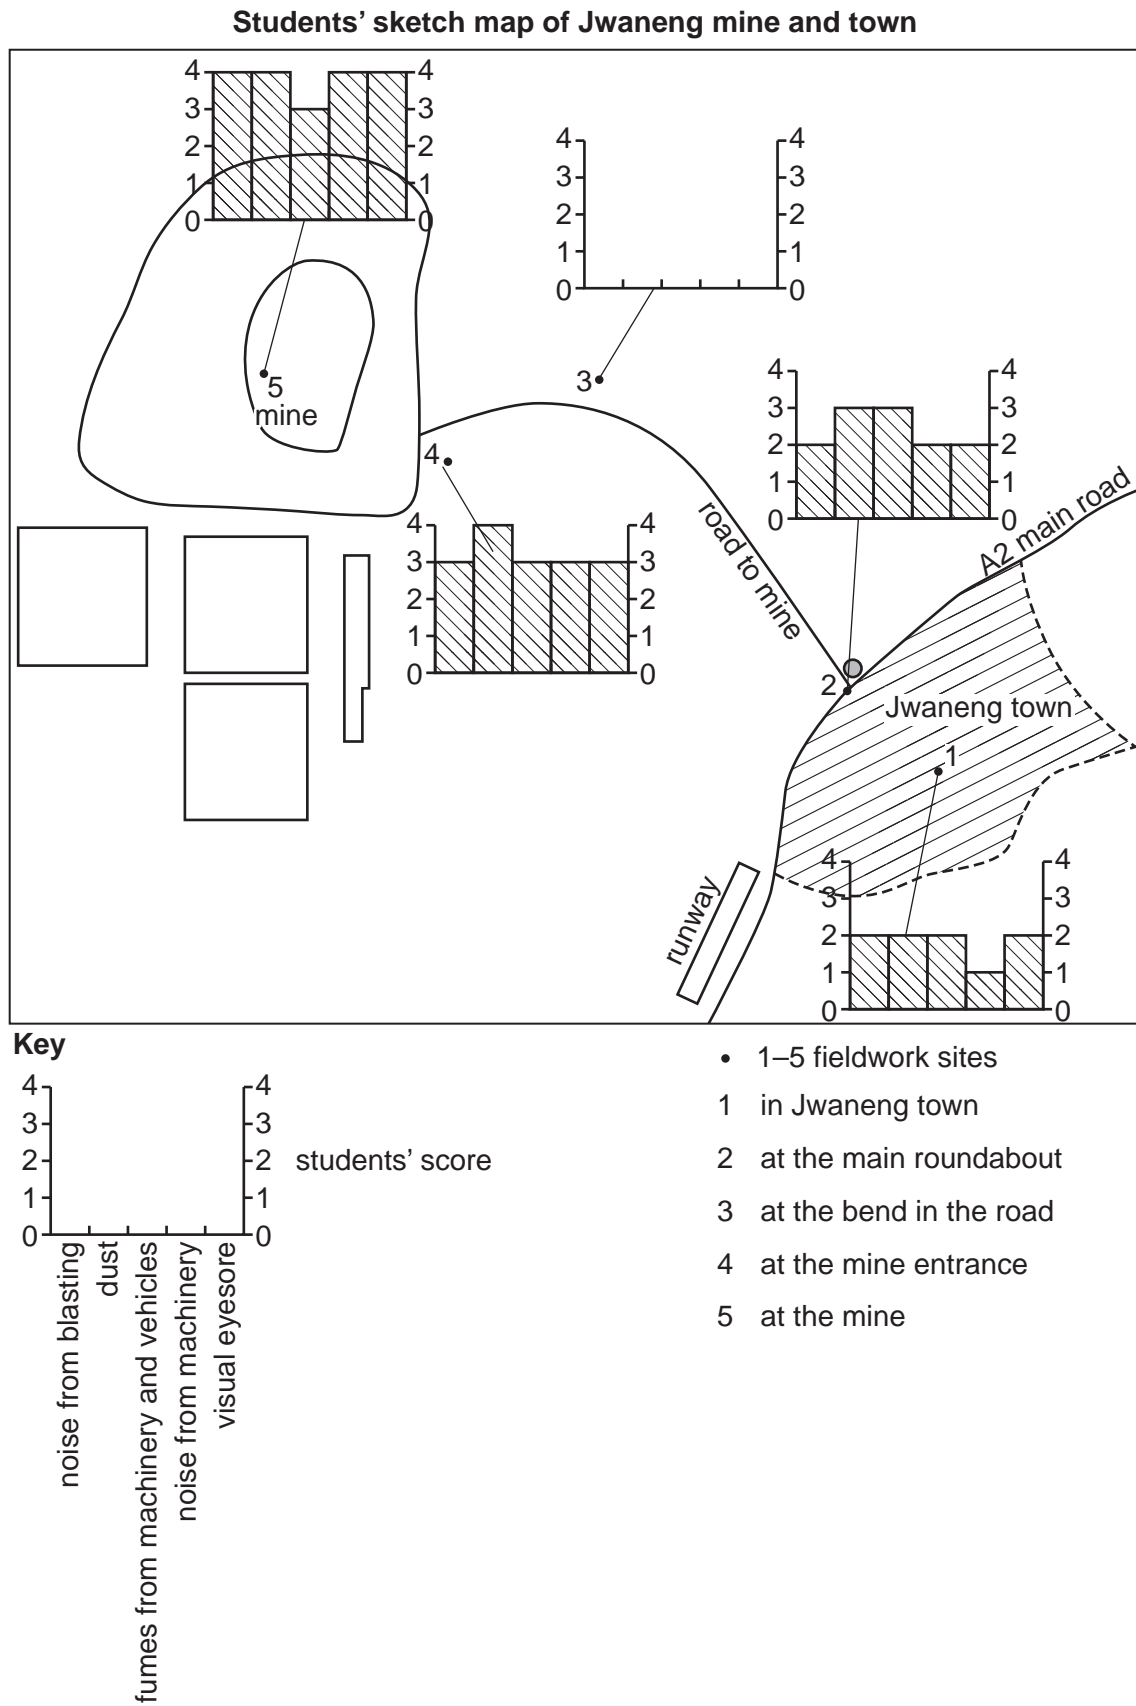 Students’ sketch map of Jwaneng mine and town
4 4
3 3
2 2
1 1
0 0
4 4
3 3
2 2
1 1
0 0
3
5
mine
4 4
3 3
2 2
1 1
0 0
4
4 4
3 3
2 2
1 1
0 0
road to mine
A2 main road
2
Jwaneng town
1
runway
4 4
3 3
2 2
1 1
0 0
Key
4 4
3 3
2 2 students’ score
1 1
0 0
noise from blasting
dust
fumes from machinery and vehicles
noise from machinery
visual eyesore
• 1–5 fieldwork sites
1 in Jwaneng town
2 at the main roundabout
3 at the bend in the road
4 at the mine entrance
5 at the mine